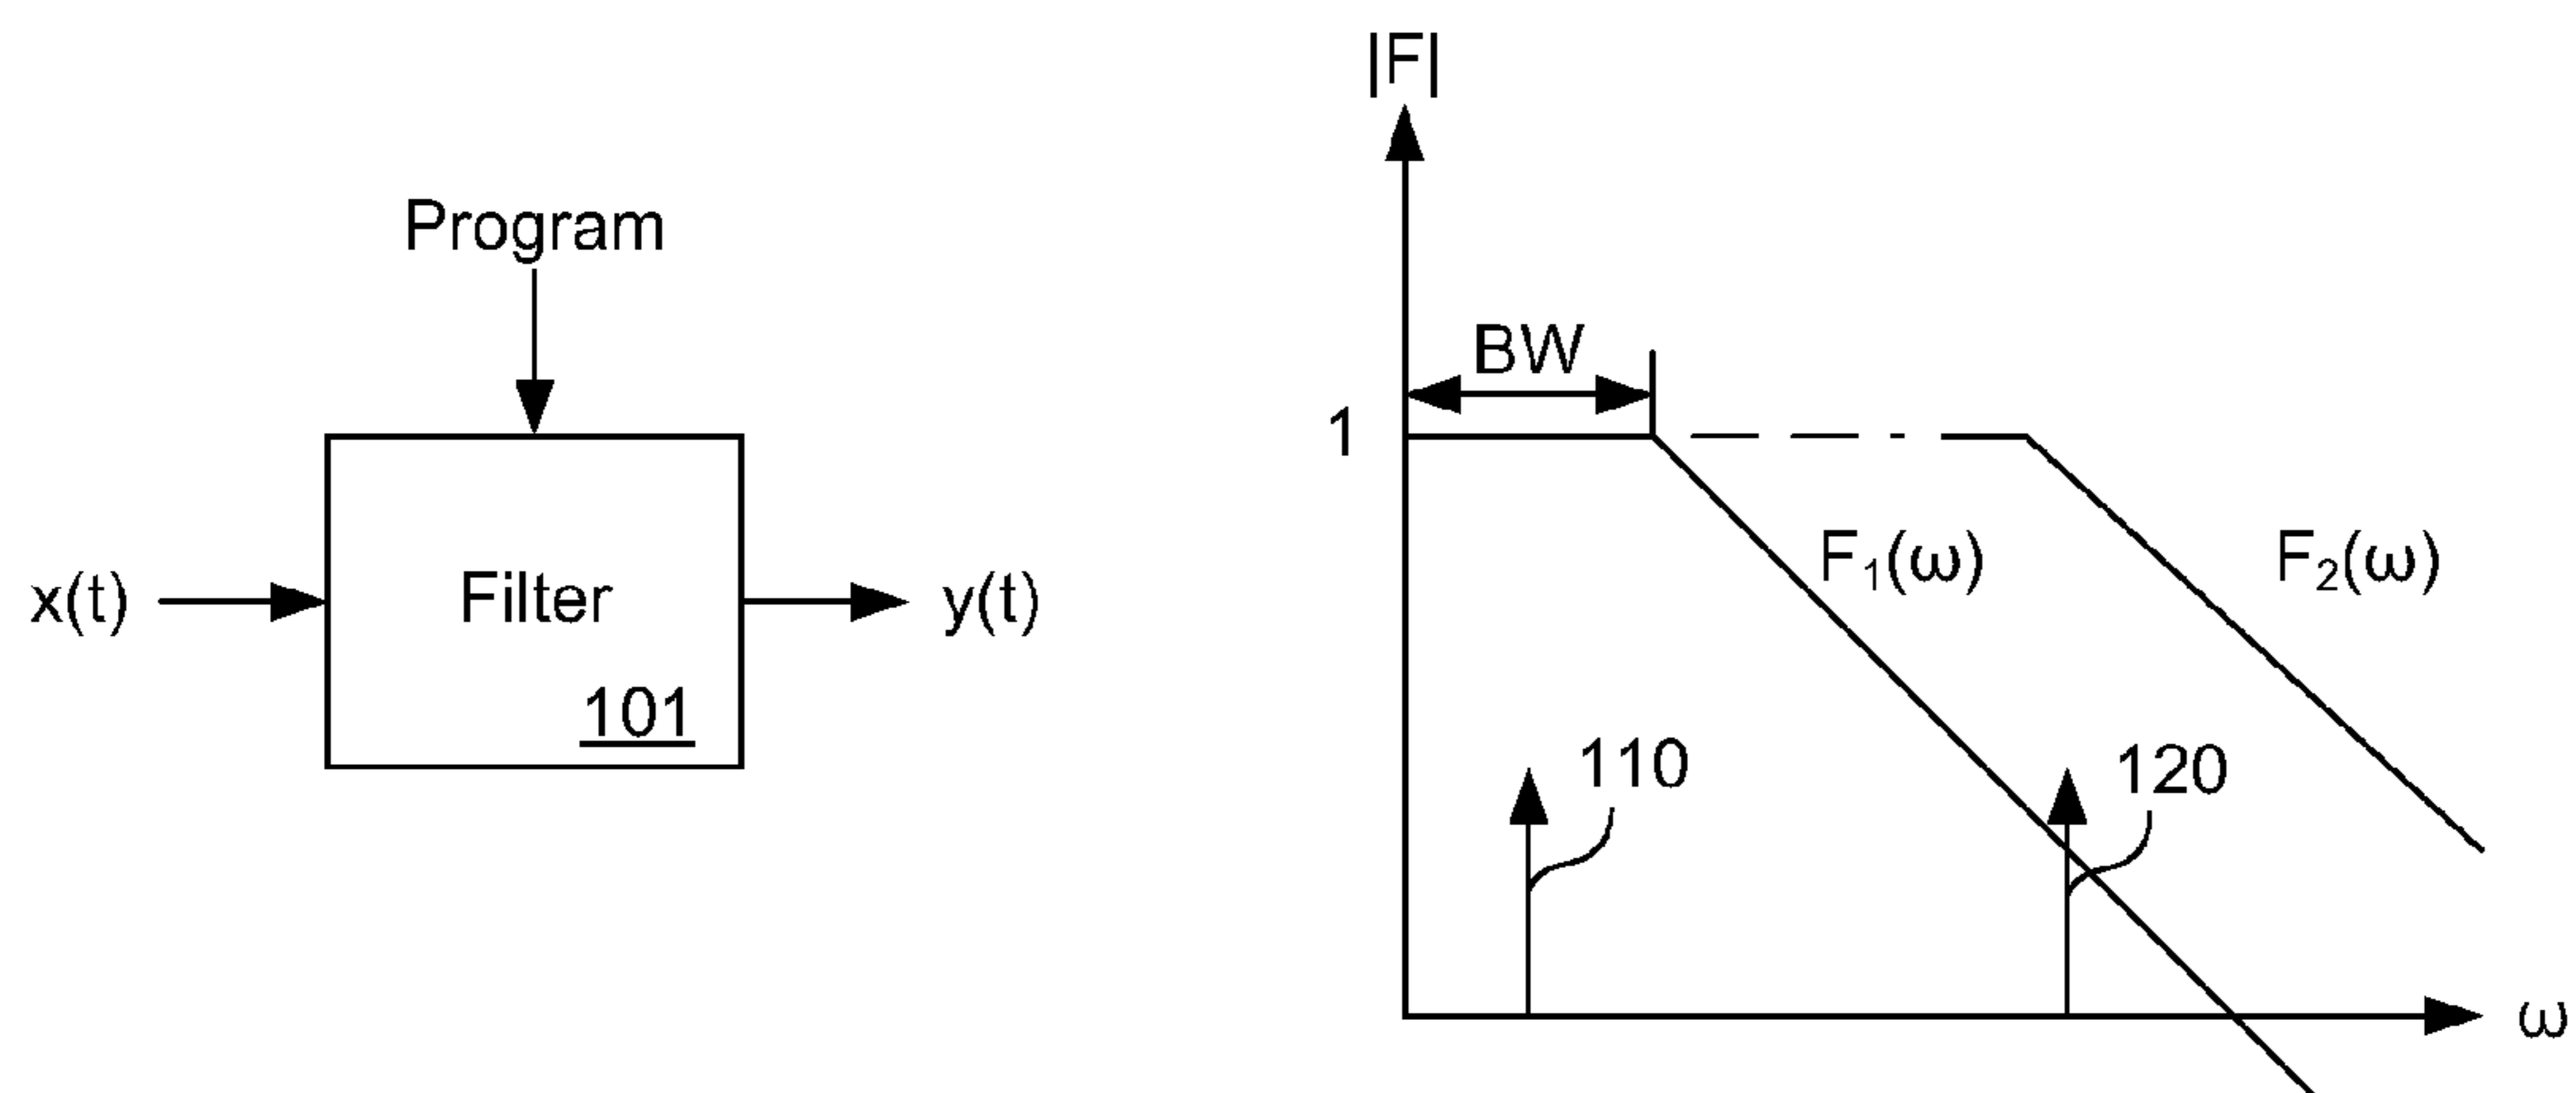 Program
x(t)
Filter
101
y(t)
|F|
BW
1
F₁(ω)
F₂(ω)
110
120
ω